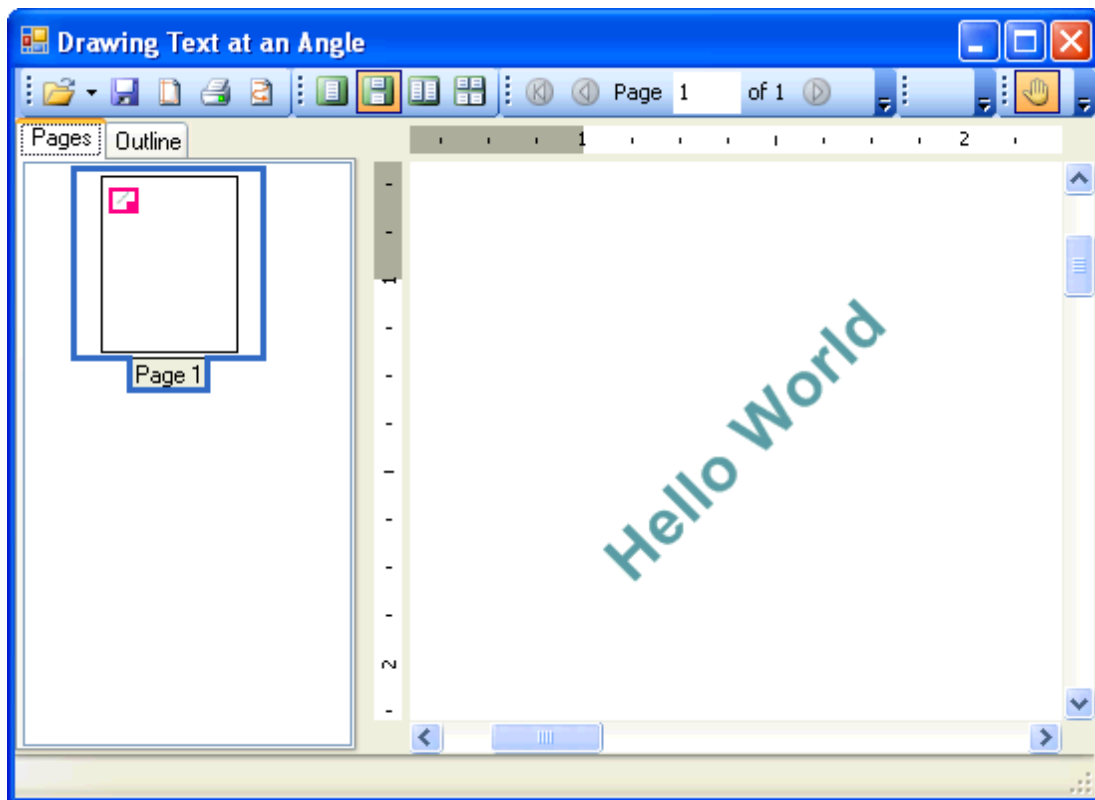 Drawing Text at an Angle
Page 1 of 1
Pages Outline
1 2
Page 1
1
Hello World
2